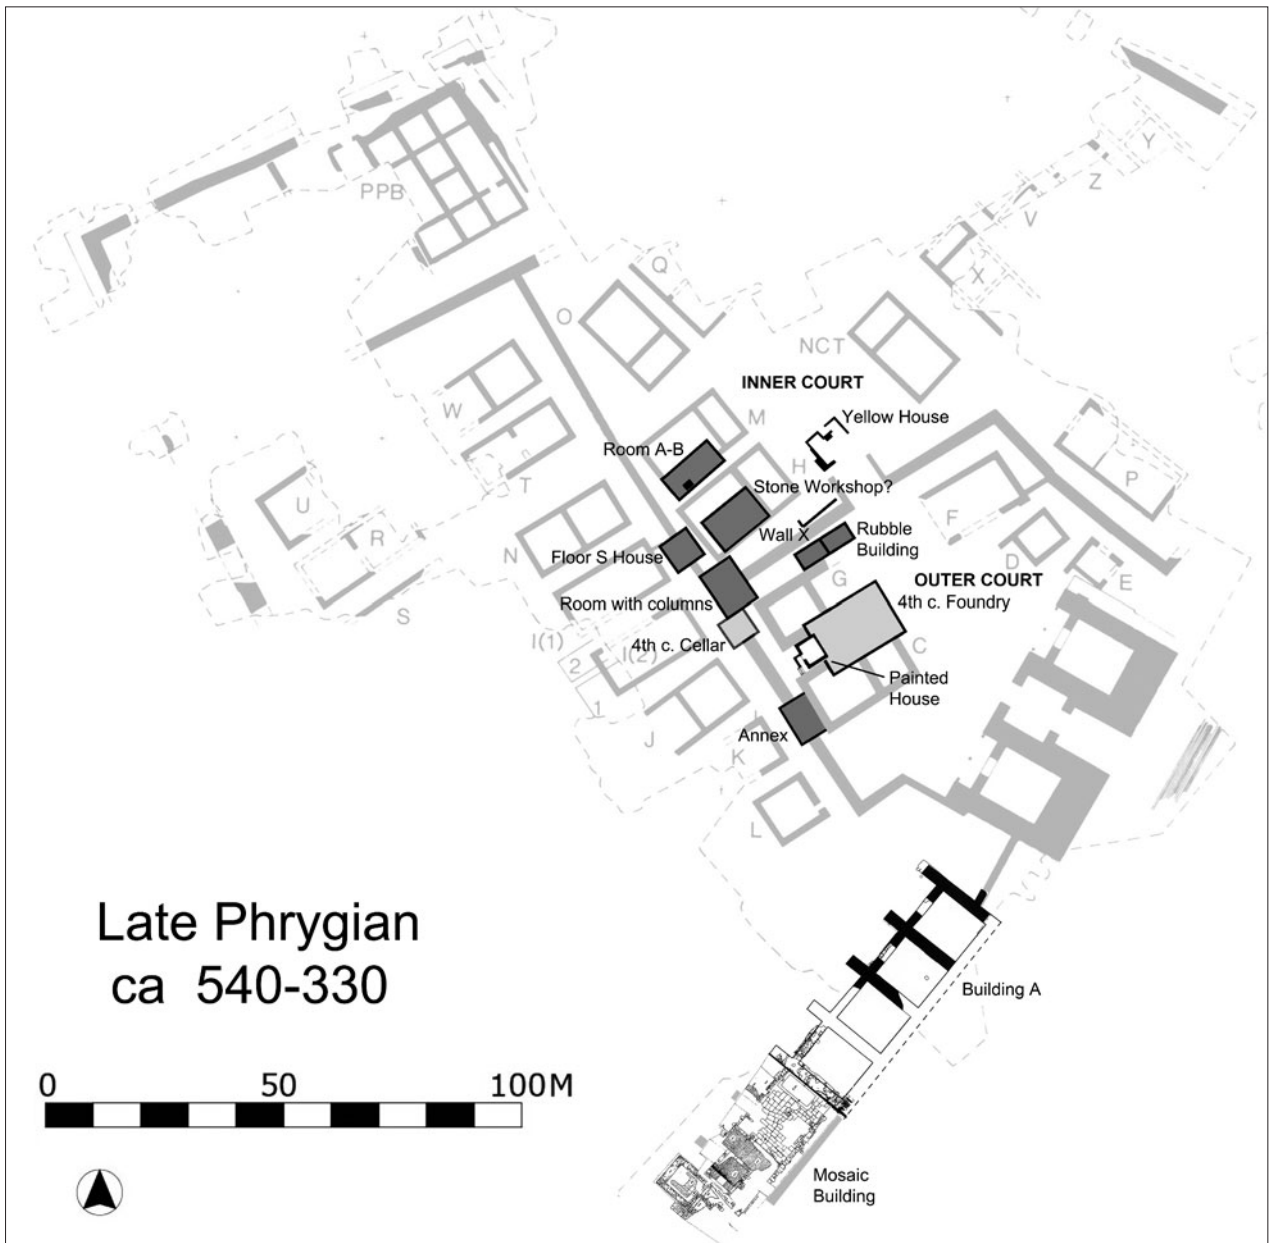 Y
Z
PPB
V
Q
X
O
NCT
INNER COURT
W
M
Yellow House
Room A-B
H
P
T
Stone Workshop?
U
F
Wall X
Rubble
Building
R
N
Floor S House
D
E
G
OUTER COURT
Room with columns
4th c. Foundry
S
I(1)
4th c. Cellar
I(2)
C
2
Painted
House
1
J
Annex
K
L
Late Phrygian
ca 540-330
Building A
0 50 100M
Mosaic
Building